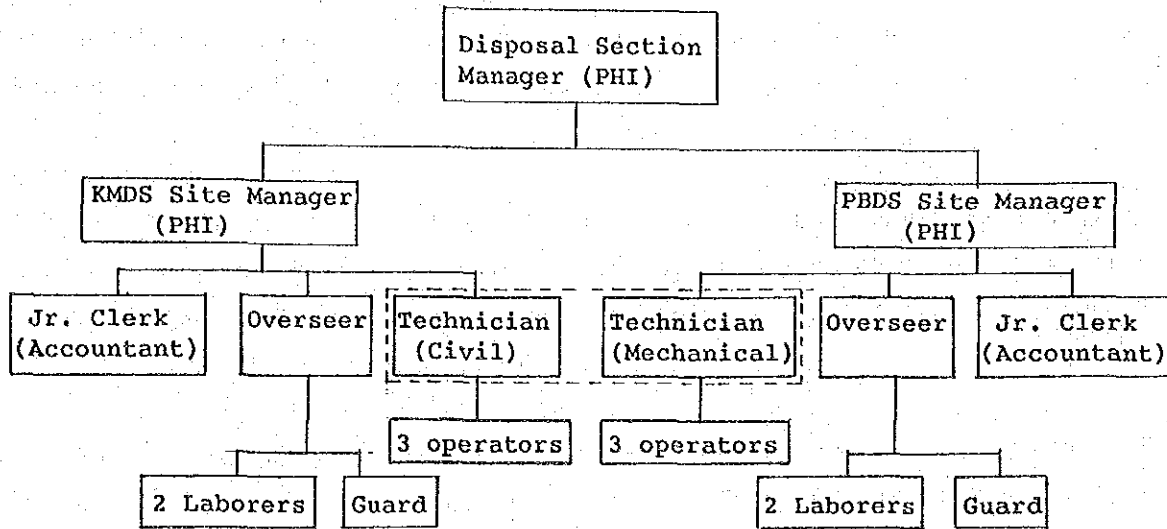 Disposal Section
Manager (PHI)
KMDS Site Manager
(PHI)
PBDS Site Manager
(PHI)
Jr. Clerk
(Accountant)
Overseer
Technician
(Civil)
Technician
(Mechanical)
Overseer
Jr. Clerk
(Accountant)
3 operators
3 operators
2 Laborers
Guard
2 Laborers
Guard